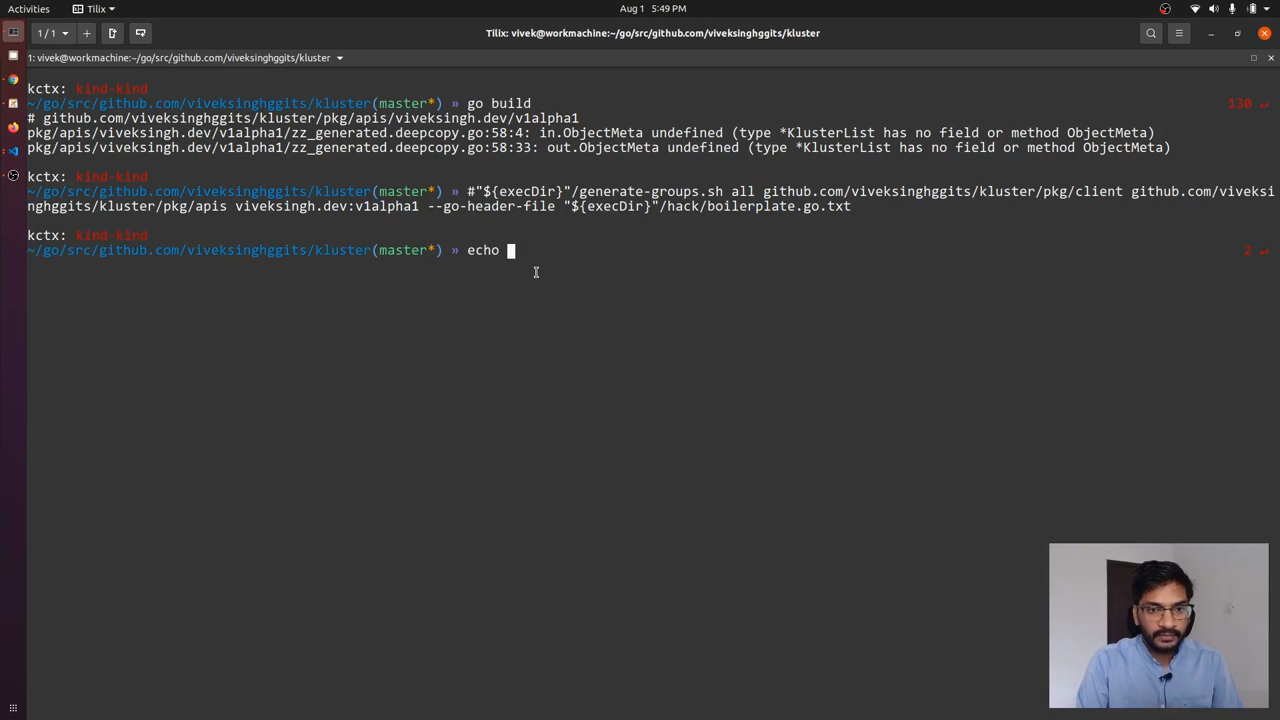 Activities
Tilix
Aug 1 5:49 PM
1 / 1
Tilix: vivek@workmachine:~/go/src/github.com/viveksinghggits/kluster
1: vivek@workmachine:~/go/src/github.com/viveksinghggits/kluster
kctx: kind-kind
~/go/src/github.com/viveksinghggits/kluster(master*) » go build 130 ↵
# github.com/viveksinghggits/kluster/pkg/apis/viveksingh.dev/v1alpha1
pkg/apis/viveksingh.dev/v1alpha1/zz_generated.deepcopy.go:58:4: in.ObjectMeta undefined (type *KlusterList has no field or method ObjectMeta)
pkg/apis/viveksingh.dev/v1alpha1/zz_generated.deepcopy.go:58:33: out.ObjectMeta undefined (type *KlusterList has no field or method ObjectMeta)
kctx: kind-kind
~/go/src/github.com/viveksinghggits/kluster(master*) » #"${execDir}"/generate-groups.sh all github.com/viveksinghggits/kluster/pkg/client github.com/viveksi
nghggits/kluster/pkg/apis viveksingh.dev:v1alpha1 --go-header-file "${execDir}"/hack/boilerplate.go.txt
kctx: kind-kind
~/go/src/github.com/viveksinghggits/kluster(master*) » echo 2 ↵